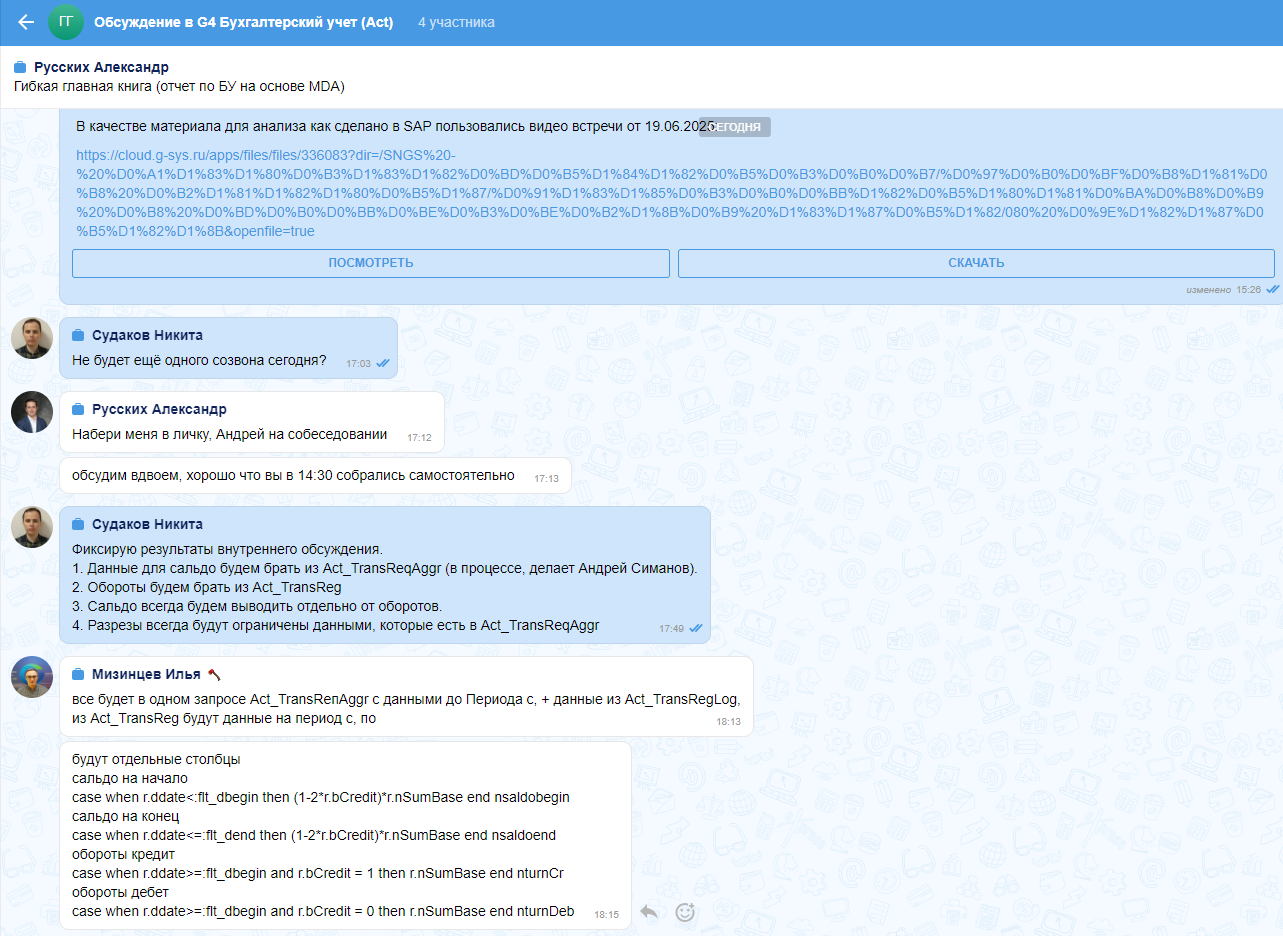 ГГ Обсуждение в G4 Бухгалтерский учет (Act) 4 участника
Русских Александр
Гибкая главная книга (отчет по БУ на основе MDA)
В качестве материала для анализа как сделано в SAP пользовались видео встречи от 19.06.2025
СЕГОДНЯ
https://cloud.g-sys.ru/apps/files/files/336083?dir=/SNGS%20-
%20%D0%A1%D1%83%D1%80%D0%B3%D1%83%D1%82%D0%BD%D0%B5%D1%84%D1%82%D0%B5%D0%B3%D0%B0%D0%B7/%D0%97%D0%B0%D0%BF%D0%B8%D1%81%D0
%B8%20%D0%B2%D1%81%D1%82%D1%80%D0%B5%D1%87/%D0%91%D1%83%D1%85%D0%B3%D0%B0%D0%BB%D1%82%D0%B5%D1%80%D1%81%D0%BA%D0%B8%D0%B9
%20%D0%B8%20%D0%BD%D0%B0%D0%BB%D0%BE%D0%B3%D0%BE%D0%B2%D1%8B%D0%B9%20%D1%83%D1%87%D0%B5%D1%82/080%20%D0%9E%D1%82%D1%87%D0
%B5%D1%82%D1%8B&openfile=true
ПОСМОТРЕТЬ СКАЧАТЬ
изменено 15:26
Судаков Никита
Не будет ещё одного созвона сегодня? 17:03
Русских Александр
Набери меня в личку, Андрей на собеседовании 17:12
обсудим вдвоем, хорошо что вы в 14:30 собрались самостоятельно 17:13
Судаков Никита
Фиксирую результаты внутреннего обсуждения.
1. Данные для сальдо будем брать из Act_TransReqAggr (в процессе, делает Андрей Симанов).
2. Обороты будем брать из Act_TransReg
3. Сальдо всегда будем выводить отдельно от оборотов.
4. Разрезы всегда будут ограничены данными, которые есть в Act_TransReqAggr 17:49
Мизинцев Илья
все будет в одном запросе Act_TransRenAggr с данными до Периода с, + данные из Act_TransRegLog,
из Act_TransReg будут данные на период с, по 18:13
будут отдельные столбцы
сальдо на начало
case when r.ddate<:flt_dbegin then (1-2*r.bCredit)*r.nSumBase end nsaldobegin
сальдо на конец
case when r.ddate<=:flt_dend then (1-2*r.bCredit)*r.nSumBase end nsaldoend
обороты кредит
case when r.ddate>=:flt_dbegin and r.bCredit = 1 then r.nSumBase end nturnCr
обороты дебет
case when r.ddate>=:flt_dbegin and r.bCredit = 0 then r.nSumBase end nturnDeb 18:15